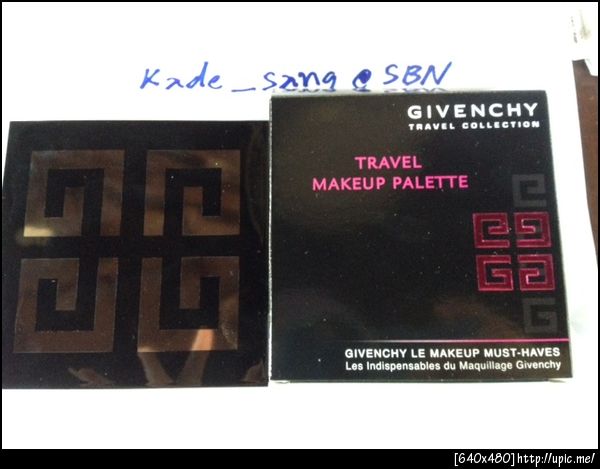 Kade_sang @ SBN
GIVENCHY
TRAVEL COLLECTION
TRAVEL
MAKEUP PALETTE
GIVENCHY LE MAKEUP MUST-HAVES
Les Indispensables du Maquillage Givenchy
[640x480]http://upic.me/